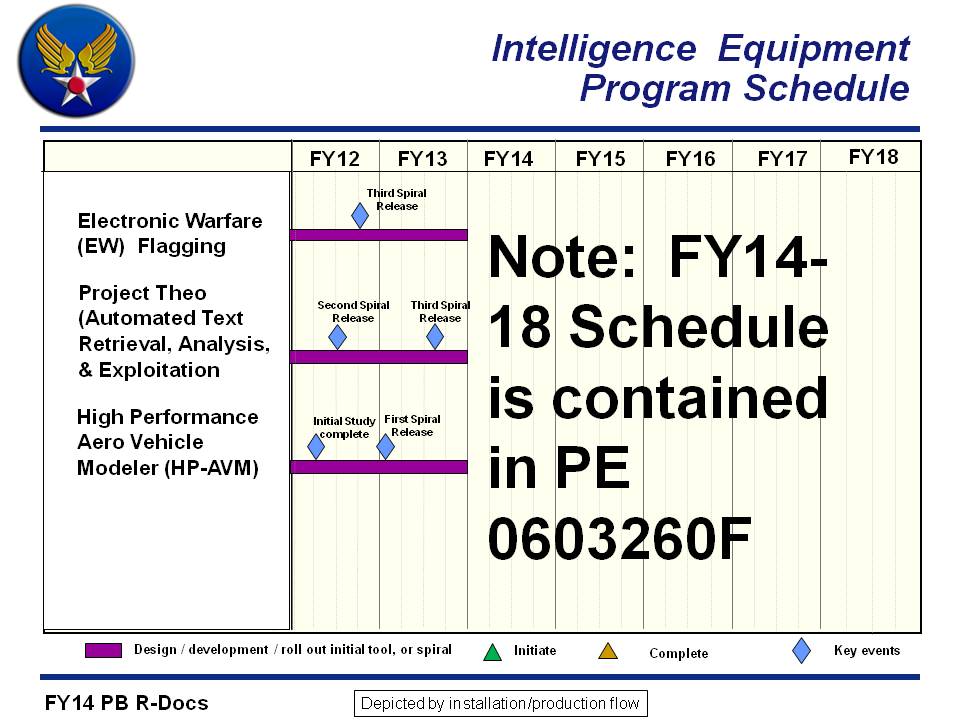 Intelligence Equipment
Program Schedule
FY12 FY13 FY14 FY15 FY16 FY17 FY18
Electronic Warfare
(EW) Flagging
Third Spiral
Release
Project Theo
(Automated Text
Retrieval, Analysis,
& Exploitation
Second Spiral
Release
Third Spiral
Release
High Performance
Aero Vehicle
Modeler (HP-AVM)
Initial Study
complete
First Spiral
Release
Note: FY14-
18 Schedule
is contained
in PE
0603260F
Design / development / roll out initial tool, or spiral
Initiate
Complete
Key events
FY14 PB R-Docs
Depicted by installation/production flow